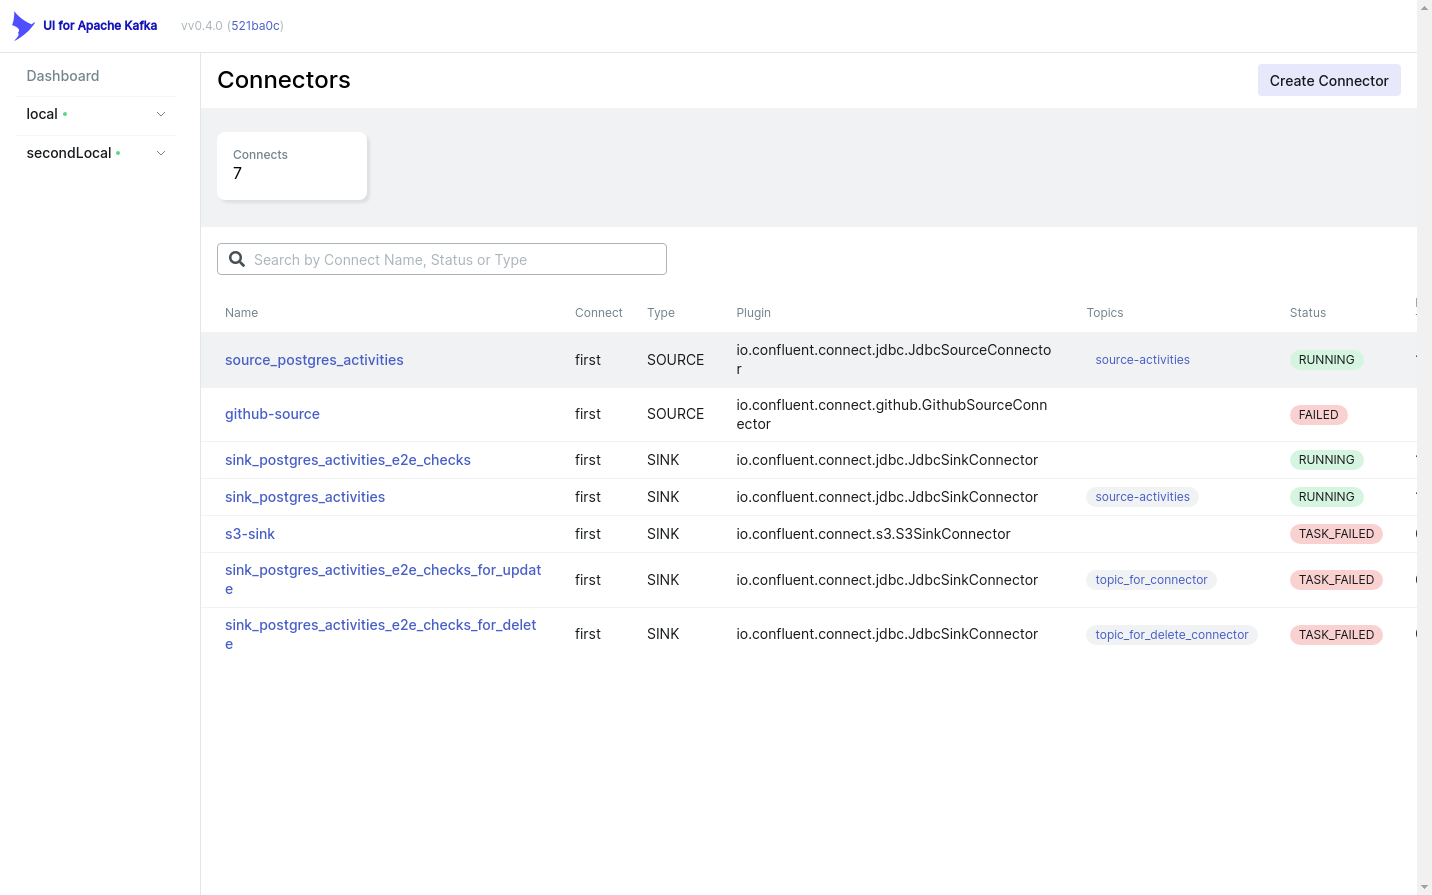 UI for Apache Kafka vv0.4.0 (521ba0c)
Dashboard
local
secondLocal
Connectors
Create Connector
Connects
7
Search by Connect Name, Status or Type
Name Connect Type Plugin Topics Status
source_postgres_activities first SOURCE io.confluent.connect.jdbc.JdbcSourceConnecto
r source-activities RUNNING
github-source first SOURCE io.confluent.connect.github.GithubSourceConn
ector FAILED
sink_postgres_activities_e2e_checks first SINK io.confluent.connect.jdbc.JdbcSinkConnector RUNNING
sink_postgres_activities first SINK io.confluent.connect.jdbc.JdbcSinkConnector source-activities RUNNING
s3-sink first SINK io.confluent.connect.s3.S3SinkConnector TASK_FAILED
sink_postgres_activities_e2e_checks_for_updat
e first SINK io.confluent.connect.jdbc.JdbcSinkConnector topic_for_connector TASK_FAILED
sink_postgres_activities_e2e_checks_for_delet
e first SINK io.confluent.connect.jdbc.JdbcSinkConnector topic_for_delete_connector TASK_FAILED